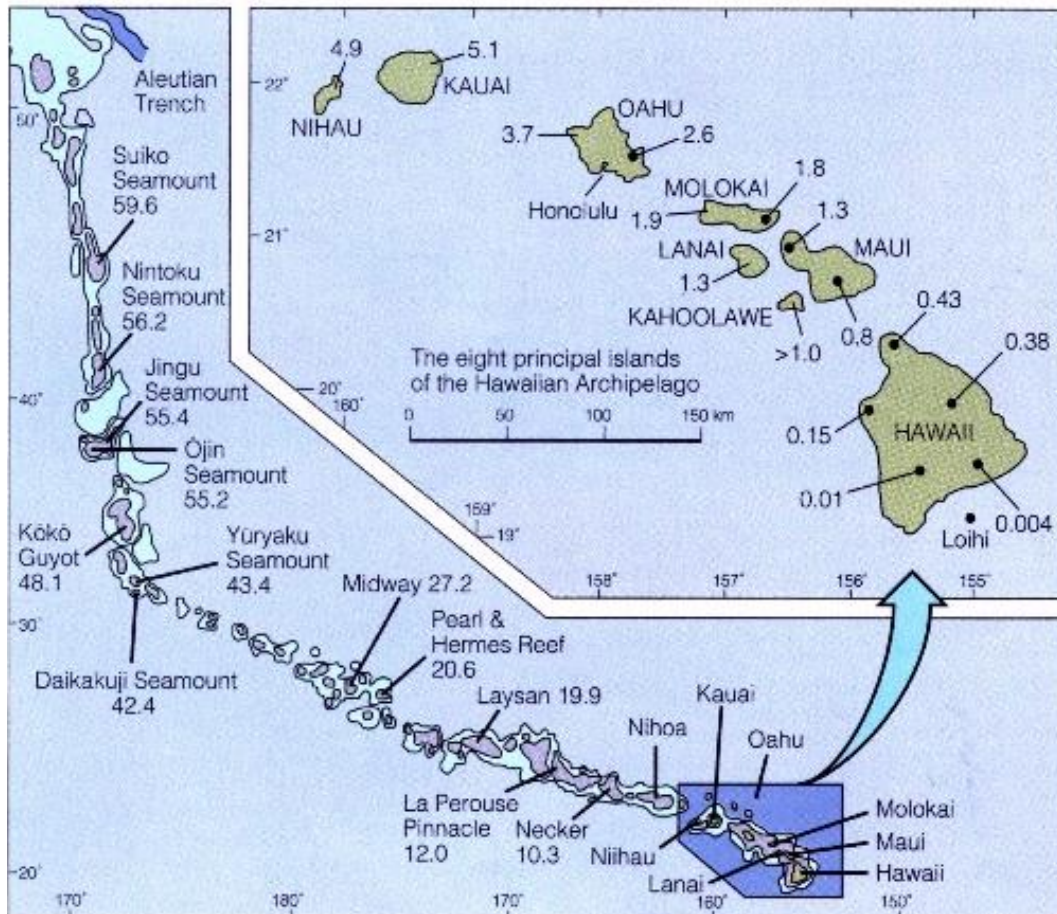 Aleutian
Trench
50°
Suiko
Seamount
59.6
Nintoku
Seamount
56.2
40°
Jingu
Seamount
55.4
Ōjin
Seamount
55.2
Kōkō
Guyot
48.1
Yūryaku
Seamount
43.4
30°
Daikakuji Seamount
42.4
Midway 27.2
Pearl &
Hermes Reef
20.6
Laysan 19.9
La Perouse
Pinnacle
12.0
Necker
10.3
Nihoa
Kauai
Oahu
Niihau
Molokai
Maui
Lanai
Hawaii
20°
170°
180°
170°
160°
150°
4.9
5.1
22°
KAUAI
NIHAU
OAHU
3.7
2.6
Honolulu
MOLOKAI
1.8
1.9
21°
1.3
LANAI
MAUI
1.3
KAHOOLAWE
>1.0
0.8
0.43
0.38
The eight principal islands
of the Hawaiian Archipelago
0 50 100 150 km
20°
160°
0.15
HAWAII
0.01
0.004
Loihi
159°
19°
158°
157°
156°
155°